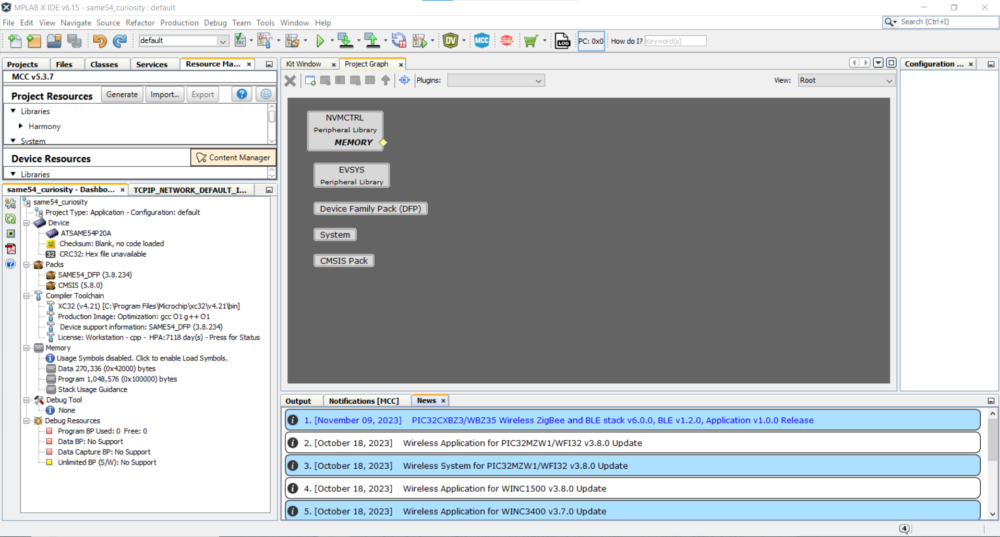 MPLAB X IDE v6.15 - same54_curiosity : default
File Edit View Navigate Source Refactor Production Debug Team Tools Window Help
Search (Ctrl+I)
default
SRC
DV
MCC
LOG
PC: 0x0
How do I?
Keyword(s)
Projects
Files
Classes
Services
Resource Ma...
MCC v5.3.7
Project Resources
Generate
Import...
Export
Libraries
Harmony
System
Device Resources
Content Manager
Libraries
same54_curiosity - Dashbo...
TCPIP_NETWORK_DEFAULT_I...
same54_curiosity
Project Type: Application - Configuration: default
Device
ATSAME54P20A
Checksum: Blank, no code loaded
32 CRC32: Hex file unavailable
Packs
SAME54_DFP (3.8.234)
CMSIS (5.8.0)
Compiler Toolchain
XC32 (v4.21) [C:\Program Files\Microchip\xc32\v4.21\bin]
Production Image: Optimization: gcc O1 g++ O1
Device support information: SAME54_DFP (3.8.234)
License: Workstation - cpp - HPA:7118 day(s) - Press for Status
Memory
Usage Symbols disabled. Click to enable Load Symbols.
Data 270,336 (0x42000) bytes
Program 1,048,576 (0x100000) bytes
Stack Usage Guidance
Debug Tool
None
Debug Resources
Program BP Used: 0 Free: 0
Data BP: No Support
Data Capture BP: No Support
Unlimited BP (S/W): No Support
Kit Window
Project Graph
Plugins:
View:
Root
NVMCTRL
Peripheral Library
MEMORY
EVSYS
Peripheral Library
Device Family Pack (DFP)
System
CMSIS Pack
Configuration ...
Output
Notifications [MCC]
News
1. [November 09, 2023] PIC32CXBZ3/WBZ35 Wireless ZigBee and BLE stack v6.0.0, BLE v1.2.0, Application v1.0.0 Release
2. [October 18, 2023] Wireless Application for PIC32MZW1/WFI32 v3.8.0 Update
3. [October 18, 2023] Wireless System for PIC32MZW1/WFI32 v3.8.0 Update
4. [October 18, 2023] Wireless Application for WINC1500 v3.8.0 Update
5. [October 18, 2023] Wireless Application for WINC3400 v3.7.0 Update
4